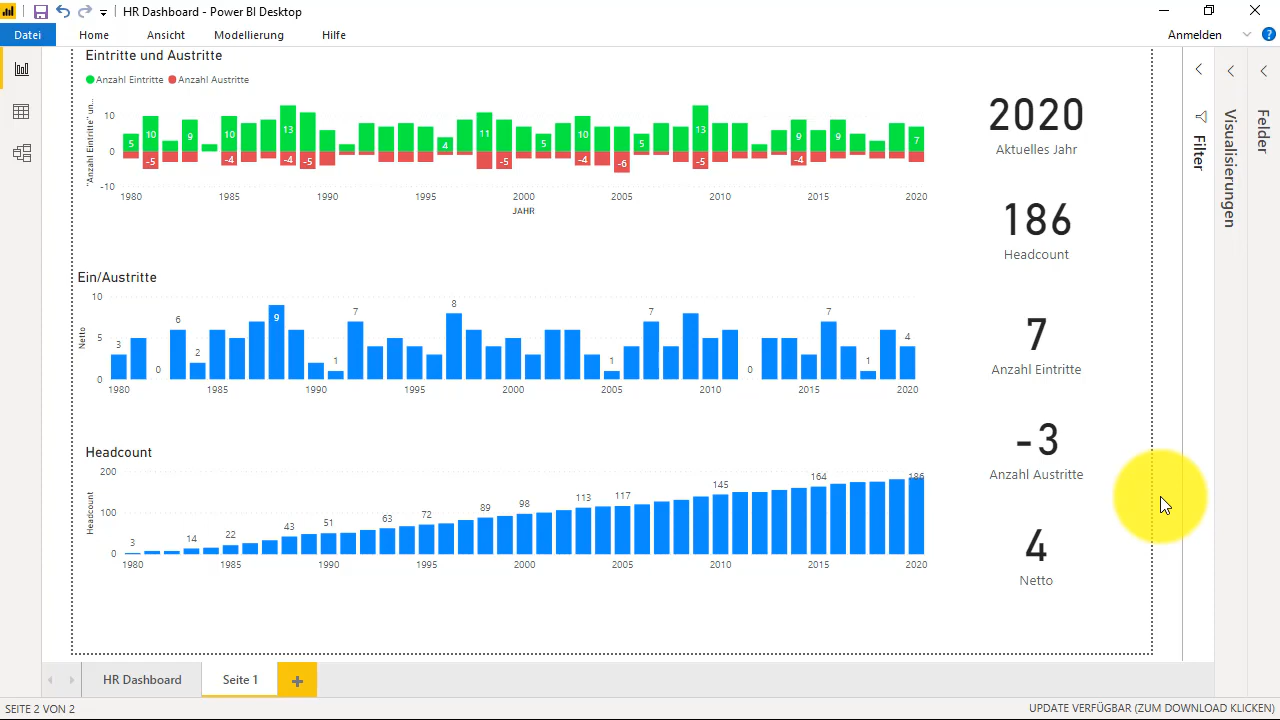 HR Dashboard - Power BI Desktop
Datei Home Ansicht Modellierung Hilfe Anmelden ?
Eintritte und Austritte
Anzahl Eintritte Anzahl Austritte
"Anzahl Eintritte" un...
10
0
-10
5 10 9 10 13 4 11 5 10 5 13 9 9 7
-5 -4 -4 -5 -5 -4 -6 -5 -4
1980 1985 1990 1995 2000 2005 2010 2015 2020
JAHR
Ein/Austritte
Netto
10
5
0
3 0 6 2 9 1 7 8 1 7 0 7 1 4
1980 1985 1990 1995 2000 2005 2010 2015 2020
Headcount
Headcount
200
100
0
3 14 22 43 51 63 72 89 98 113 117 145 164 186
1980 1985 1990 1995 2000 2005 2010 2015 2020
2020
Aktuelles Jahr
186
Headcount
7
Anzahl Eintritte
-3
Anzahl Austritte
4
Netto
Filter
Visualisierungen
Felder
HR Dashboard Seite 1 +
SEITE 2 VON 2
UPDATE VERFÜGBAR (ZUM DOWNLOAD KLICKEN)